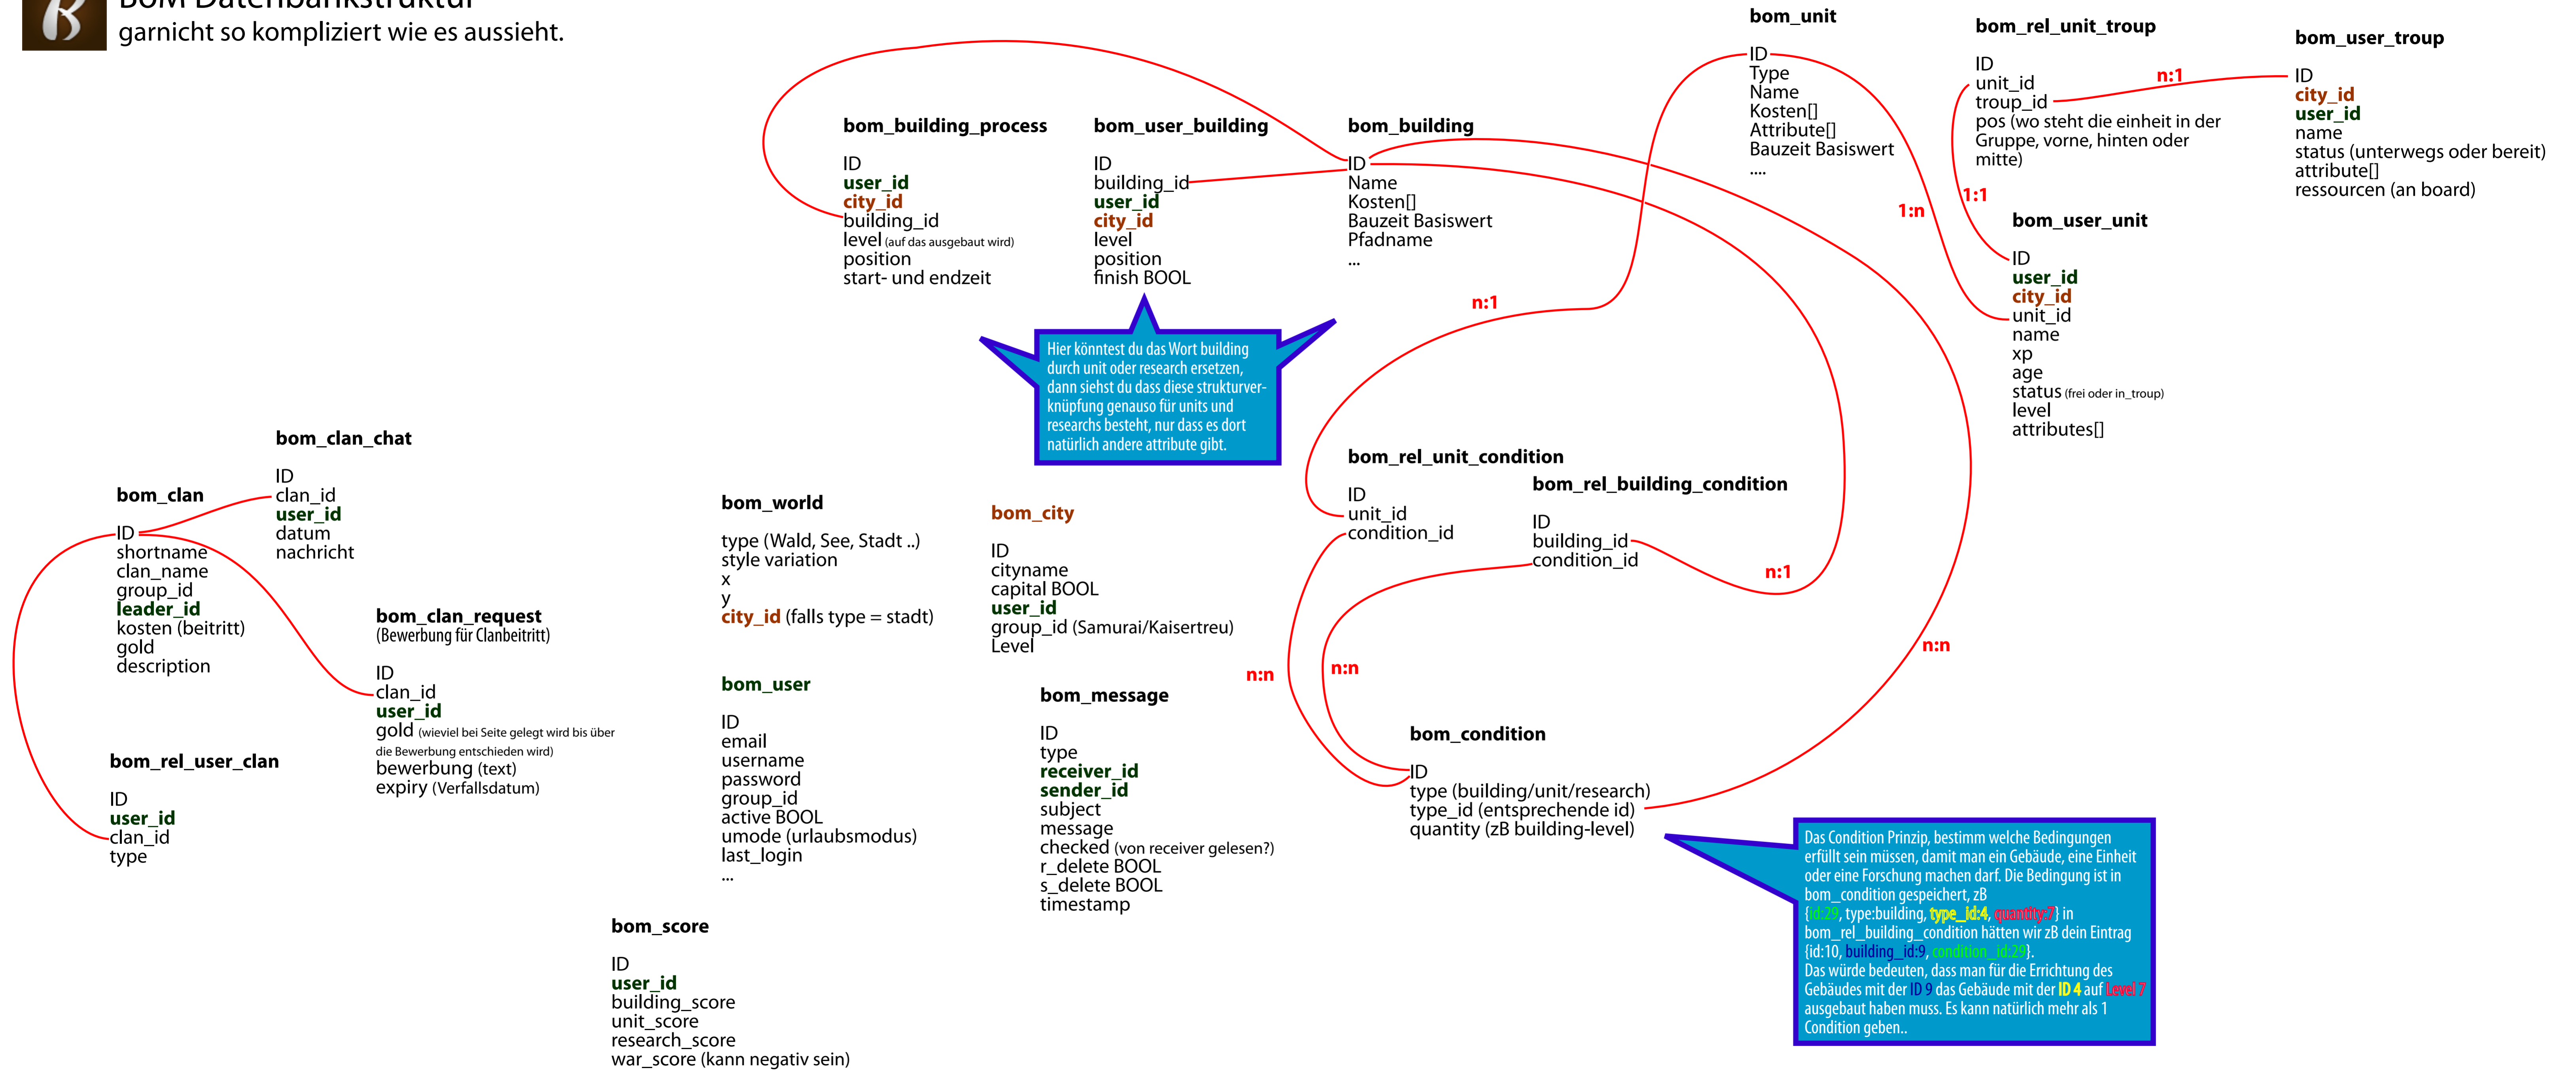 B
BoM Datenbankstruktur
garnicht so kompliziert wie es aussieht.
bom_building_process
ID
user_id
city_id
building_id
level (auf das ausgebaut wird)
position
start- und endzeit
bom_user_building
ID
building_id
user_id
city_id
level
position
finish BOOL
bom_building
ID
Name
Kosten[]
Bauzeit Basiswert
Pfadname
...
bom_unit
ID
Type
Name
Kosten[]
Attribute[]
Bauzeit Basiswert
....
bom_rel_unit_troup
ID
unit_id
troup_id
pos (wo steht die einheit in der
Gruppe, vorne, hinten oder
mitte)
n:1
bom_user_troup
ID
city_id
user_id
name
status (unterwegs oder bereit)
attribute[]
ressourcen (an board)
1:n
1:1
bom_user_unit
ID
user_id
city_id
unit_id
name
xp
age
status (frei oder in_troup)
level
attributes[]
n:1
Hier könntest du das Wort building
durch unit oder research ersetzen,
dann siehst du dass diese strukturver-
knüpfung genauso für units und
researchs besteht, nur dass es dort
natürlich andere attribute gibt.
bom_clan_chat
ID
clan_id
user_id
datum
nachricht
bom_clan
ID
shortname
clan_name
group_id
leader_id
kosten (beitritt)
gold
description
bom_clan_request
(Bewerbung für Clanbeitritt)
ID
clan_id
user_id
gold (wieviel bei Seite gelegt wird bis über
die Bewerbung entschieden wird)
bewerbung (text)
expiry (Verfallsdatum)
bom_rel_user_clan
ID
user_id
clan_id
type
bom_world
type (Wald, See, Stadt ..)
style variation
x
y
city_id (falls type = stadt)
bom_city
ID
cityname
capital BOOL
user_id
group_id (Samurai/Kaisertreu)
Level
bom_user
ID
email
username
password
group_id
active BOOL
umode (urlaubsmodus)
last_login
...
bom_message
ID
type
receiver_id
sender_id
subject
message
checked (von receiver gelesen?)
r_delete BOOL
s_delete BOOL
timestamp
bom_score
ID
user_id
building_score
unit_score
research_score
war_score (kann negativ sein)
bom_rel_unit_condition
ID
unit_id
condition_id
bom_rel_building_condition
ID
building_id
condition_id
n:1
n:n
n:n
n:n
bom_condition
ID
type (building/unit/research)
type_id (entsprechende id)
quantity (zB building-level)
Das Condition Prinzip, bestimm welche Bedingungen
erfüllt sein müssen, damit man ein Gebäude, eine Einheit
oder eine Forschung machen darf. Die Bedingung ist in
bom_condition gespeichert, zB
{id:29, type:building, type_id:4, quantity:7} in
bom_rel_building_condition hätten wir zB dein Eintrag
{id:10, building_id:9, condition_id:29}.
Das würde bedeuten, dass man für die Errichtung des
Gebäudes mit der ID 9 das Gebäude mit der ID 4 auf Level 7
ausgebaut haben muss. Es kann natürlich mehr als 1
Condition geben..